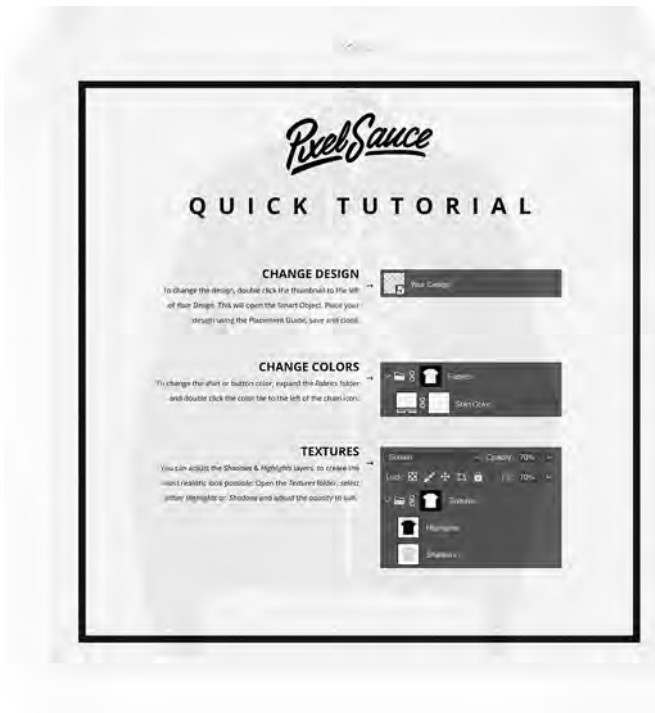 PixelSauce
QUICK TUTORIAL
CHANGE DESIGN
To change the design, double click the thumbnail to the left
of Your Design. This will open the Smart Object. Place your
design using the Placement Guide, save and close.
→
Your Design
CHANGE COLORS
To change the shirt or button color, expand the Fabrics folder
and double click the color tile to the left of the chain icon.
→
Fabrics
Shirt Color
TEXTURES
You can adjust the Shadows & Highlights layers, to create the
most realistic look possible. Open the Textures folder, select
either Highlights or Shadows and adjust the opacity to suit.
→
Screen Opacity: 70%
Lock: Fill: 70%
Textures
Highlights
Shadows